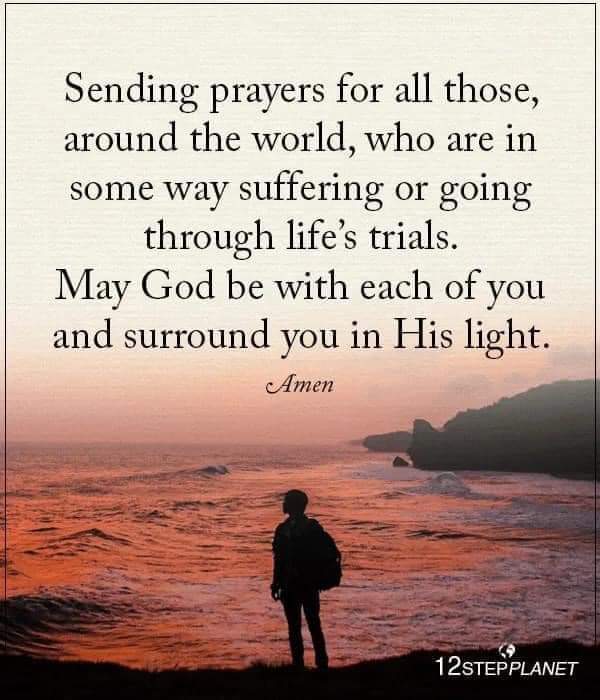 Sending prayers for all those,
around the world, who are in
some way suffering or going
through life’s trials.
May God be with each of you
and surround you in His light.
Amen
12STEPPLANET